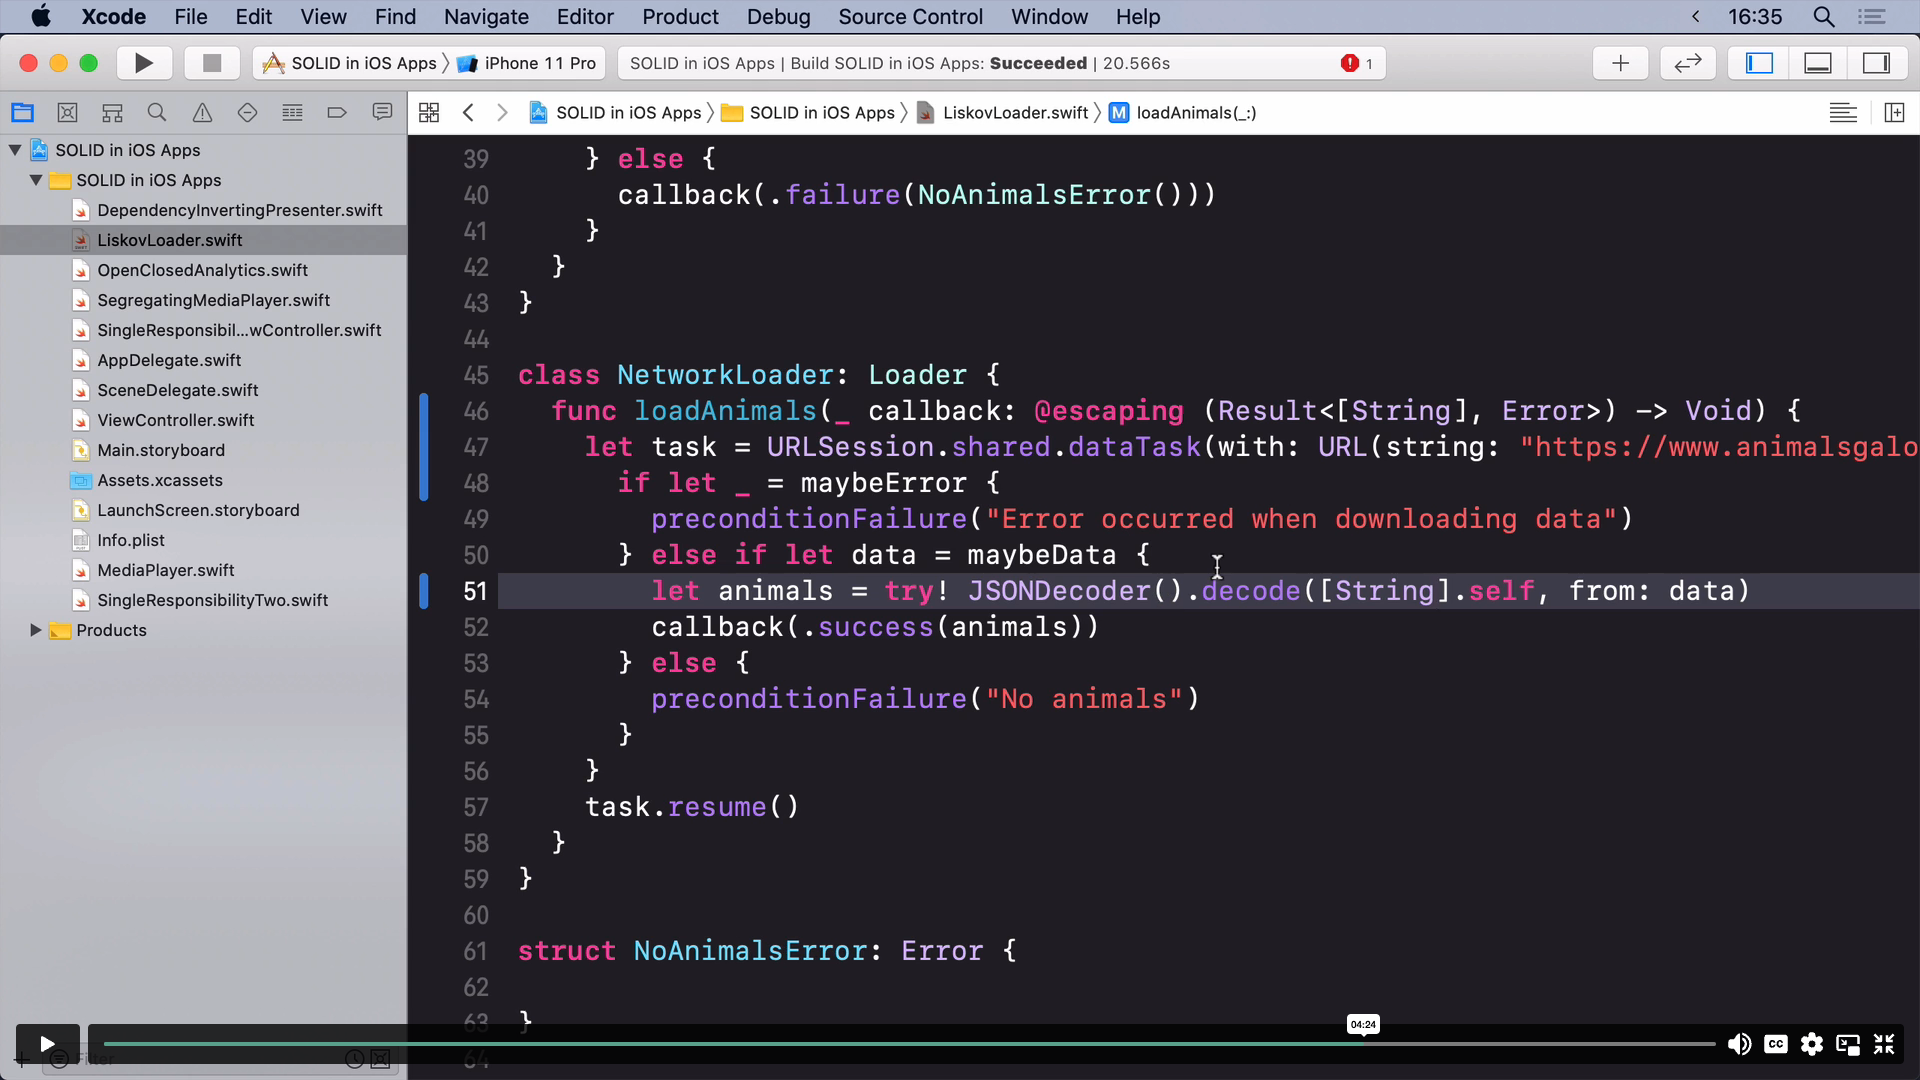 Xcode File Edit View Find Navigate Editor Product Debug Source Control Window Help 16:35
SOLID in iOS Apps iPhone 11 Pro SOLID in iOS Apps | Build SOLID in iOS Apps: Succeeded | 20.566s 1
SOLID in iOS Apps SOLID in iOS Apps LiskovLoader.swift M loadAnimals(_:)
SOLID in iOS Apps
SOLID in iOS Apps
DependencyInvertingPresenter.swift
LiskovLoader.swift
OpenClosedAnalytics.swift
SegregatingMediaPlayer.swift
SingleResponsibil...wController.swift
AppDelegate.swift
SceneDelegate.swift
ViewController.swift
Main.storyboard
Assets.xcassets
LaunchScreen.storyboard
Info.plist
MediaPlayer.swift
SingleResponsibilityTwo.swift
Products
Filter
39 } else {
40 callback(.failure(NoAnimalsError()))
41 }
42 }
43 }
44
45 class NetworkLoader: Loader {
46 func loadAnimals(_ callback: @escaping (Result<[String], Error>) -> Void) {
47 let task = URLSession.shared.dataTask(with: URL(string: "https://www.animalsgalo
48 if let _ = maybeError {
49 preconditionFailure("Error occurred when downloading data")
50 } else if let data = maybeData {
51 let animals = try! JSONDecoder().decode([String].self, from: data)
52 callback(.success(animals))
53 } else {
54 preconditionFailure("No animals")
55 }
56 }
57 task.resume()
58 }
59 }
60
61 struct NoAnimalsError: Error {
62
63 }
64
04:24
CC